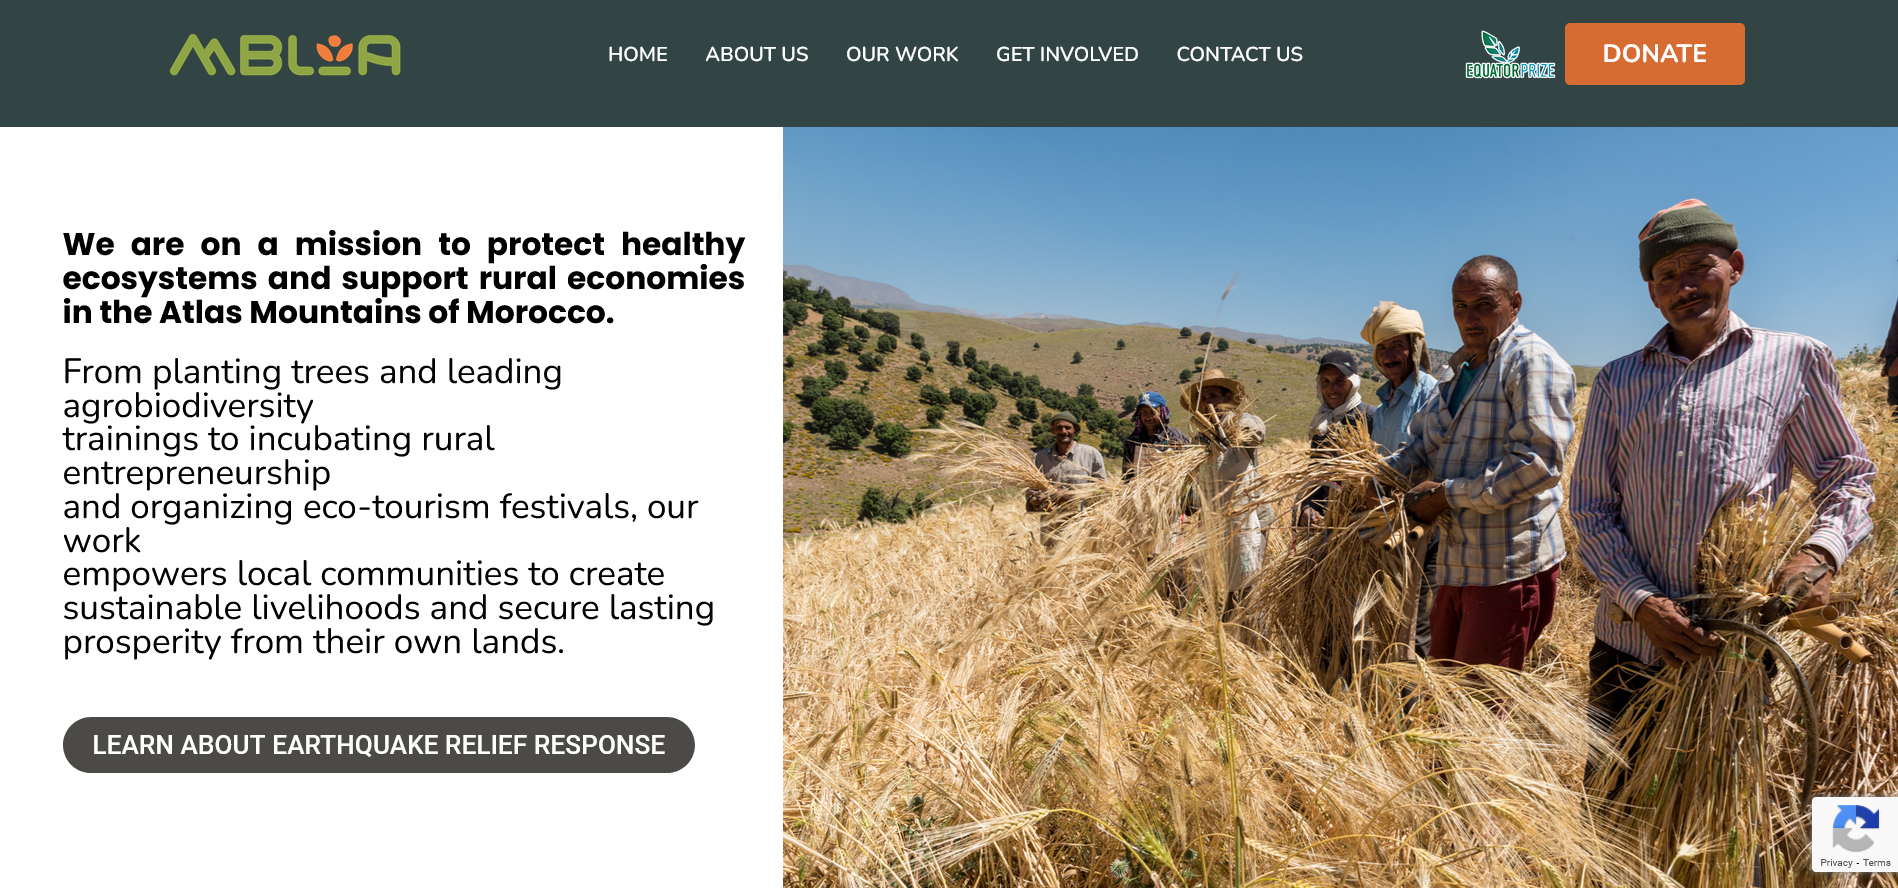 MBLA
HOME
ABOUT US
OUR WORK
GET INVOLVED
CONTACT US
EQUATORPRIZE
DONATE
We are on a mission to protect healthy
ecosystems and support rural economies
in the Atlas Mountains of Morocco.
From planting trees and leading
agrobiodiversity
trainings to incubating rural
entrepreneurship
and organizing eco-tourism festivals, our
work
empowers local communities to create
sustainable livelihoods and secure lasting
prosperity from their own lands.
LEARN ABOUT EARTHQUAKE RELIEF RESPONSE
Privacy - Terms